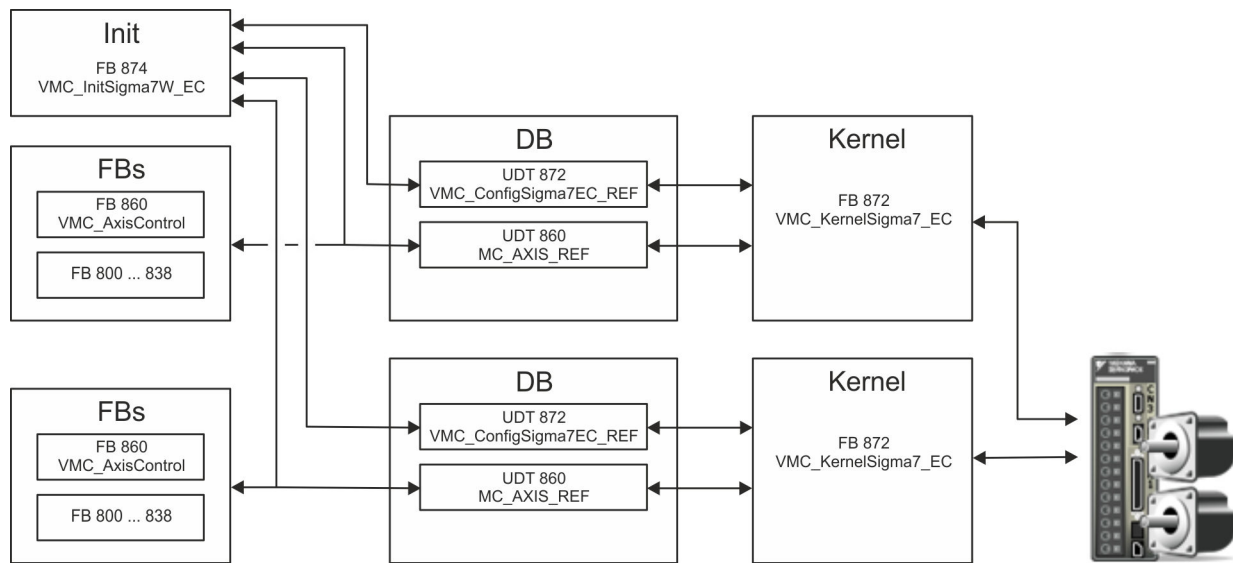 Init
FB 874
VMC_InitSigma7W_EC
FBs
FB 860
VMC_AxisControl
FB 800 ... 838
DB
UDT 872
VMC_ConfigSigma7EC_REF
UDT 860
MC_AXIS_REF
Kernel
FB 872
VMC_KernelSigma7_EC
FBs
FB 860
VMC_AxisControl
FB 800 ... 838
DB
UDT 872
VMC_ConfigSigma7EC_REF
UDT 860
MC_AXIS_REF
Kernel
FB 872
VMC_KernelSigma7_EC